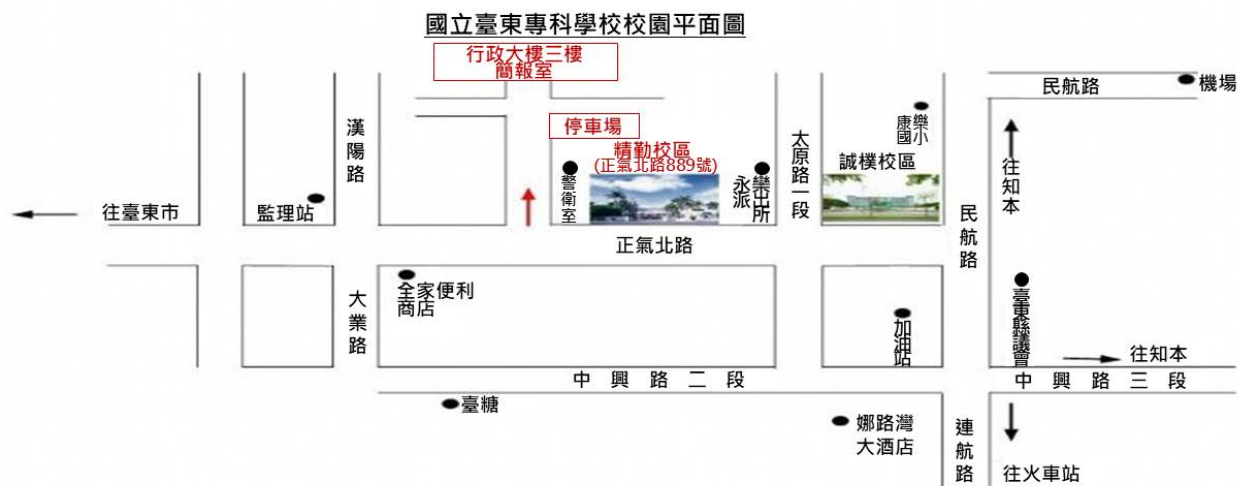 國立臺東專科學校校園平面圖
行政大樓三樓
簡報室
民航路
機場
停車場
精勤校區
(正氣北路889號)
漢陽路
太原路一段
康樂
國小
誠樸校區
往知本
警衛室
永欒
派出所
往臺東市
監理站
正氣北路
民航路
全家便利
商店
大業路
加油站
臺東縣議會
往知本
中興路二段
中興路三段
臺糖
娜路灣
大酒店
連航路
往火車站